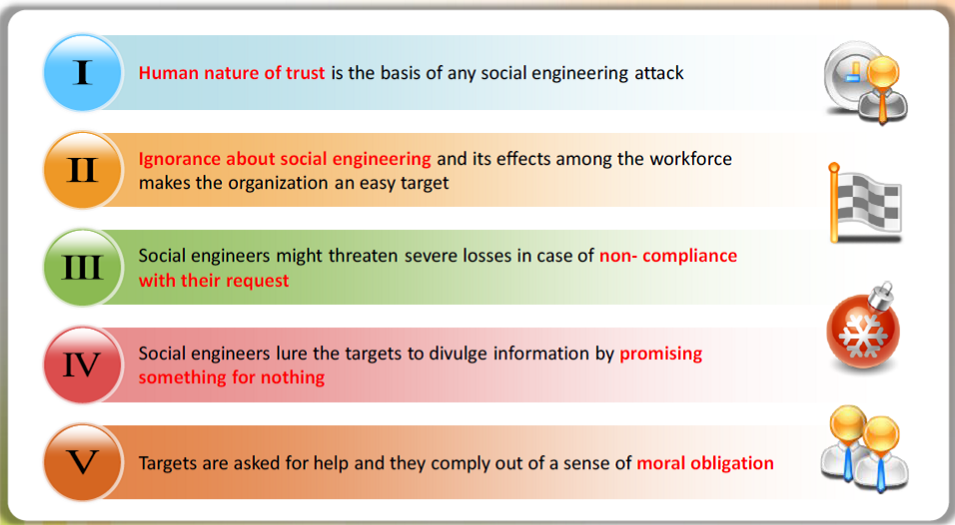 I
Human nature of trust is the basis of any social engineering attack
II
Ignorance about social engineering and its effects among the workforce
makes the organization an easy target
III
Social engineers might threaten severe losses in case of non- compliance
with their request
IV
Social engineers lure the targets to divulge information by promising
something for nothing
V
Targets are asked for help and they comply out of a sense of moral obligation